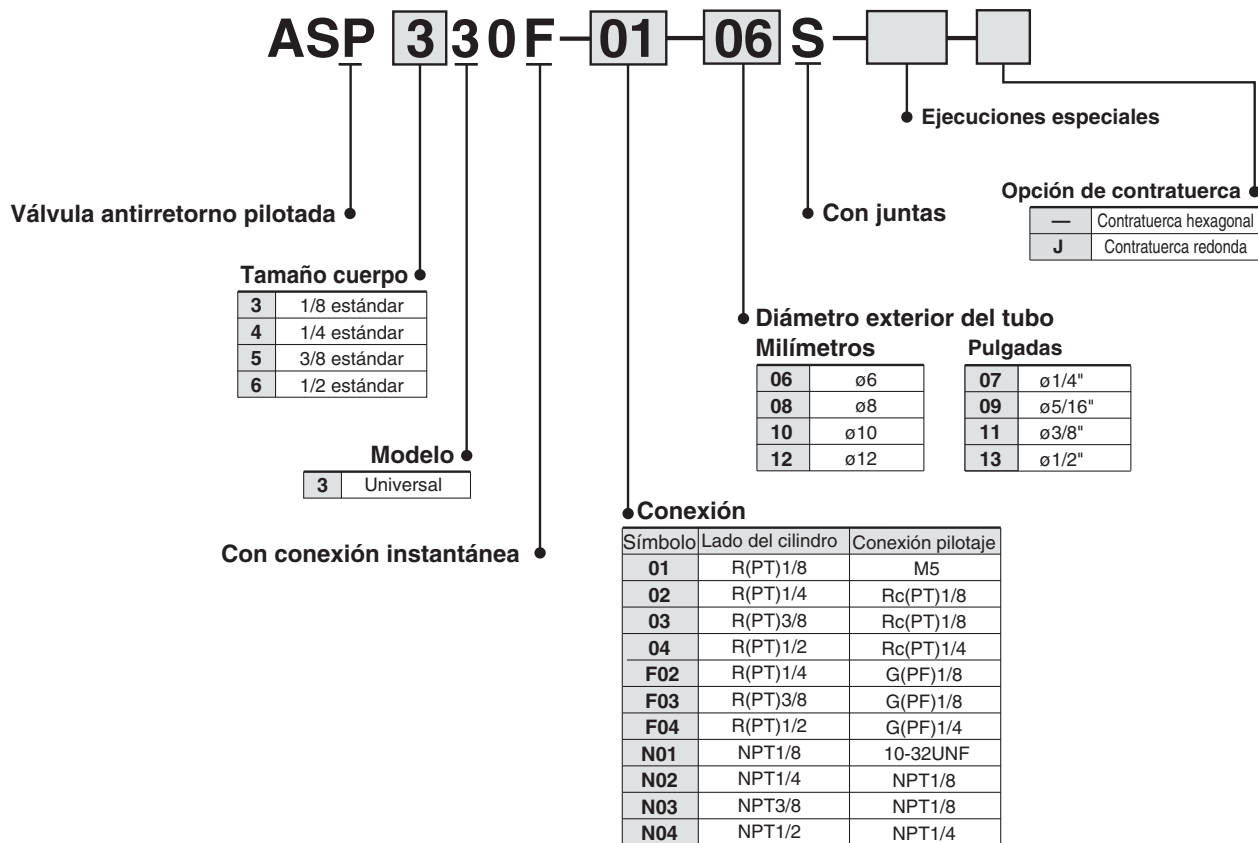 ASP 3 3 0 F - 01 - 06 S -
Ejecuciones especiales
Opción de contratuerca
— Contratuerca hexagonal
J Contratuerca redonda
Válvula antirretorno pilotada
Con juntas
Tamaño cuerpo
3 1/8 estándar
4 1/4 estándar
5 3/8 estándar
6 1/2 estándar
Diámetro exterior del tubo
Milímetros
06 ø6
08 ø8
10 ø10
12 ø12
Pulgadas
07 ø1/4"
09 ø5/16"
11 ø3/8"
13 ø1/2"
Modelo
3 Universal
Con conexión instantánea
Conexión
Símbolo Lado del cilindro Conexión pilotaje
01 R(PT)1/8 M5
02 R(PT)1/4 Rc(PT)1/8
03 R(PT)3/8 Rc(PT)1/8
04 R(PT)1/2 Rc(PT)1/4
F02 R(PT)1/4 G(PF)1/8
F03 R(PT)3/8 G(PF)1/8
F04 R(PT)1/2 G(PF)1/4
N01 NPT1/8 10-32UNF
N02 NPT1/4 NPT1/8
N03 NPT3/8 NPT1/8
N04 NPT1/2 NPT1/4